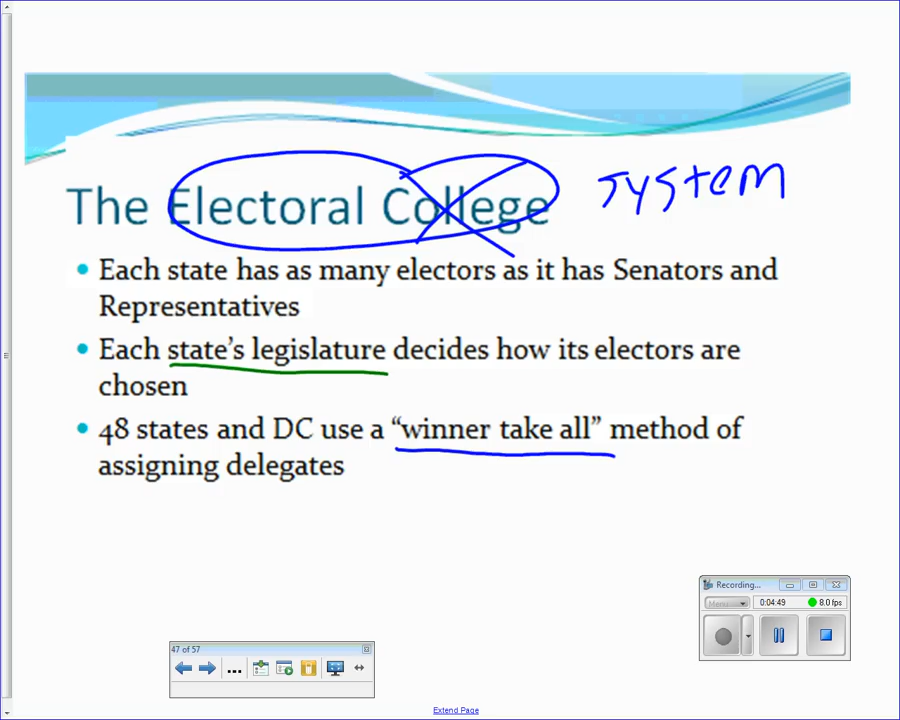 The Electoral College system
• Each state has as many electors as it has Senators and
Representatives
• Each state's legislature decides how its electors are
chosen
• 48 states and DC use a “winner take all” method of
assigning delegates
Recording...
Menu 0:04:49 8.0 fps
47 of 57
...
Extend Page